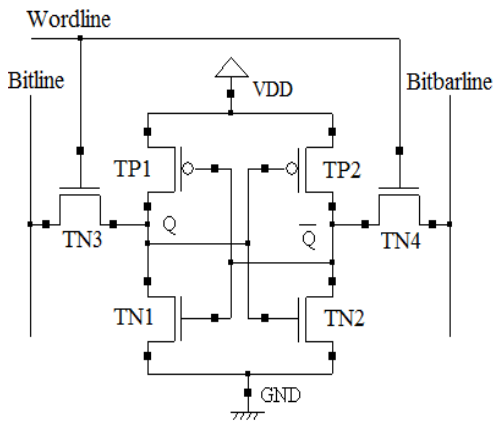 Wordline
Bitline
VDD
Bitbarline
TP1
TP2
TN3
Q
Q̅
TN4
TN1
TN2
GND